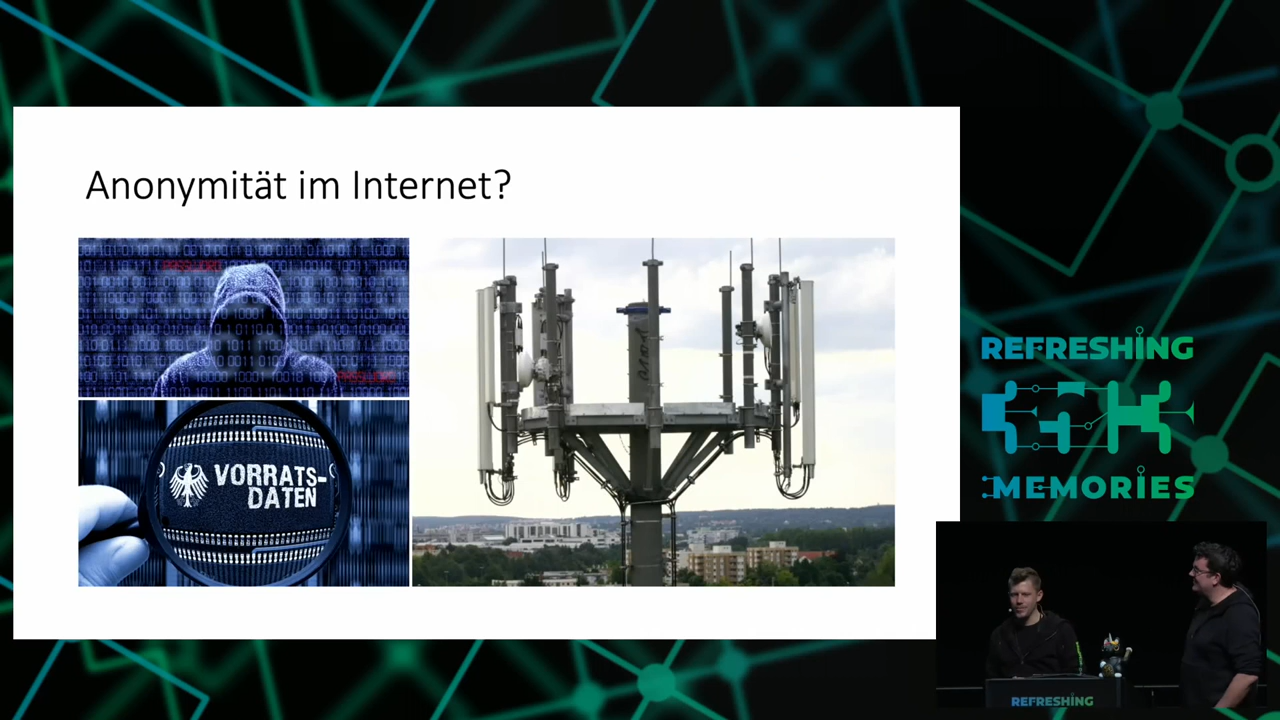 Anonymität im Internet?
VORRATS-
DATEN
REFRESHING
MEMORIES
REFRESHING